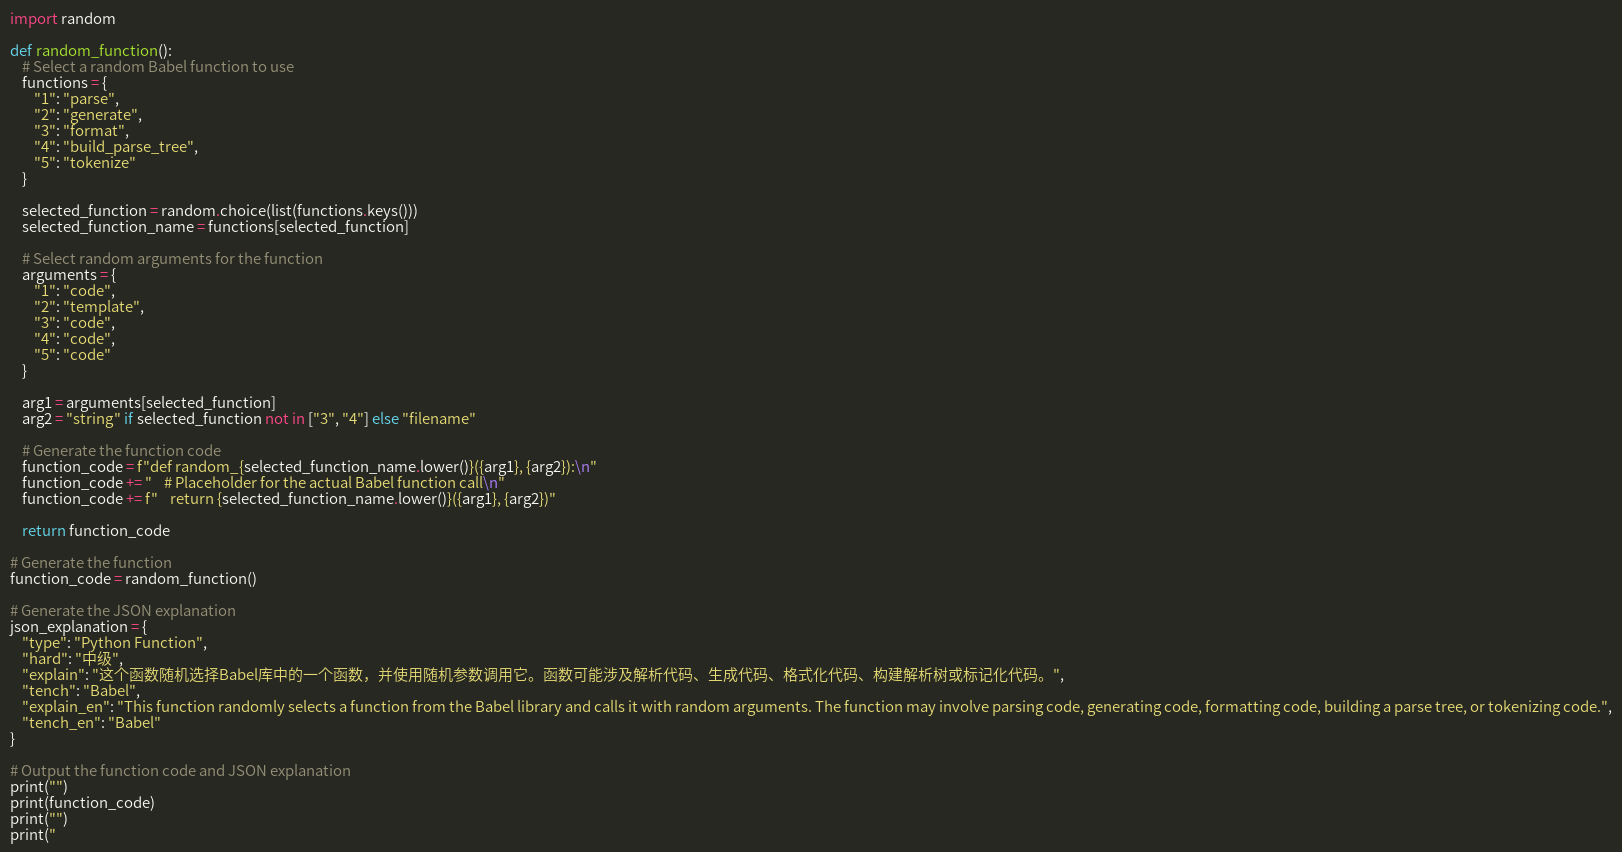 import random

def random_function():
    # Select a random Babel function to use
    functions = {
        "1": "parse",
        "2": "generate",
        "3": "format",
        "4": "build_parse_tree",
        "5": "tokenize"
    }

    selected_function = random.choice(list(functions.keys()))
    selected_function_name = functions[selected_function]

    # Select random arguments for the function
    arguments = {
        "1": "code",
        "2": "template",
        "3": "code",
        "4": "code",
        "5": "code"
    }

    arg1 = arguments[selected_function]
    arg2 = "string" if selected_function not in ["3", "4"] else "filename"

    # Generate the function code
    function_code = f"def random_{selected_function_name.lower()}({arg1}, {arg2}):\n"
    function_code += "    # Placeholder for the actual Babel function call\n"
    function_code += f"    return {selected_function_name.lower()}({arg1}, {arg2})"

    return function_code

# Generate the function
function_code = random_function()

# Generate the JSON explanation
json_explanation = {
    "type": "Python Function",
    "hard": "中级",
    "explain": "这个函数随机选择Babel库中的一个函数，并使用随机参数调用它。函数可能涉及解析代码、生成代码、格式化代码、构建解析树或标记化代码。",
    "tench": "Babel",
    "explain_en": "This function randomly selects a function from the Babel library and calls it with random arguments. The function may involve parsing code, generating code, formatting code, building a parse tree, or tokenizing code.",
    "tench_en": "Babel"
}

# Output the function code and JSON explanation
print("")
print(function_code)
print("")
print("